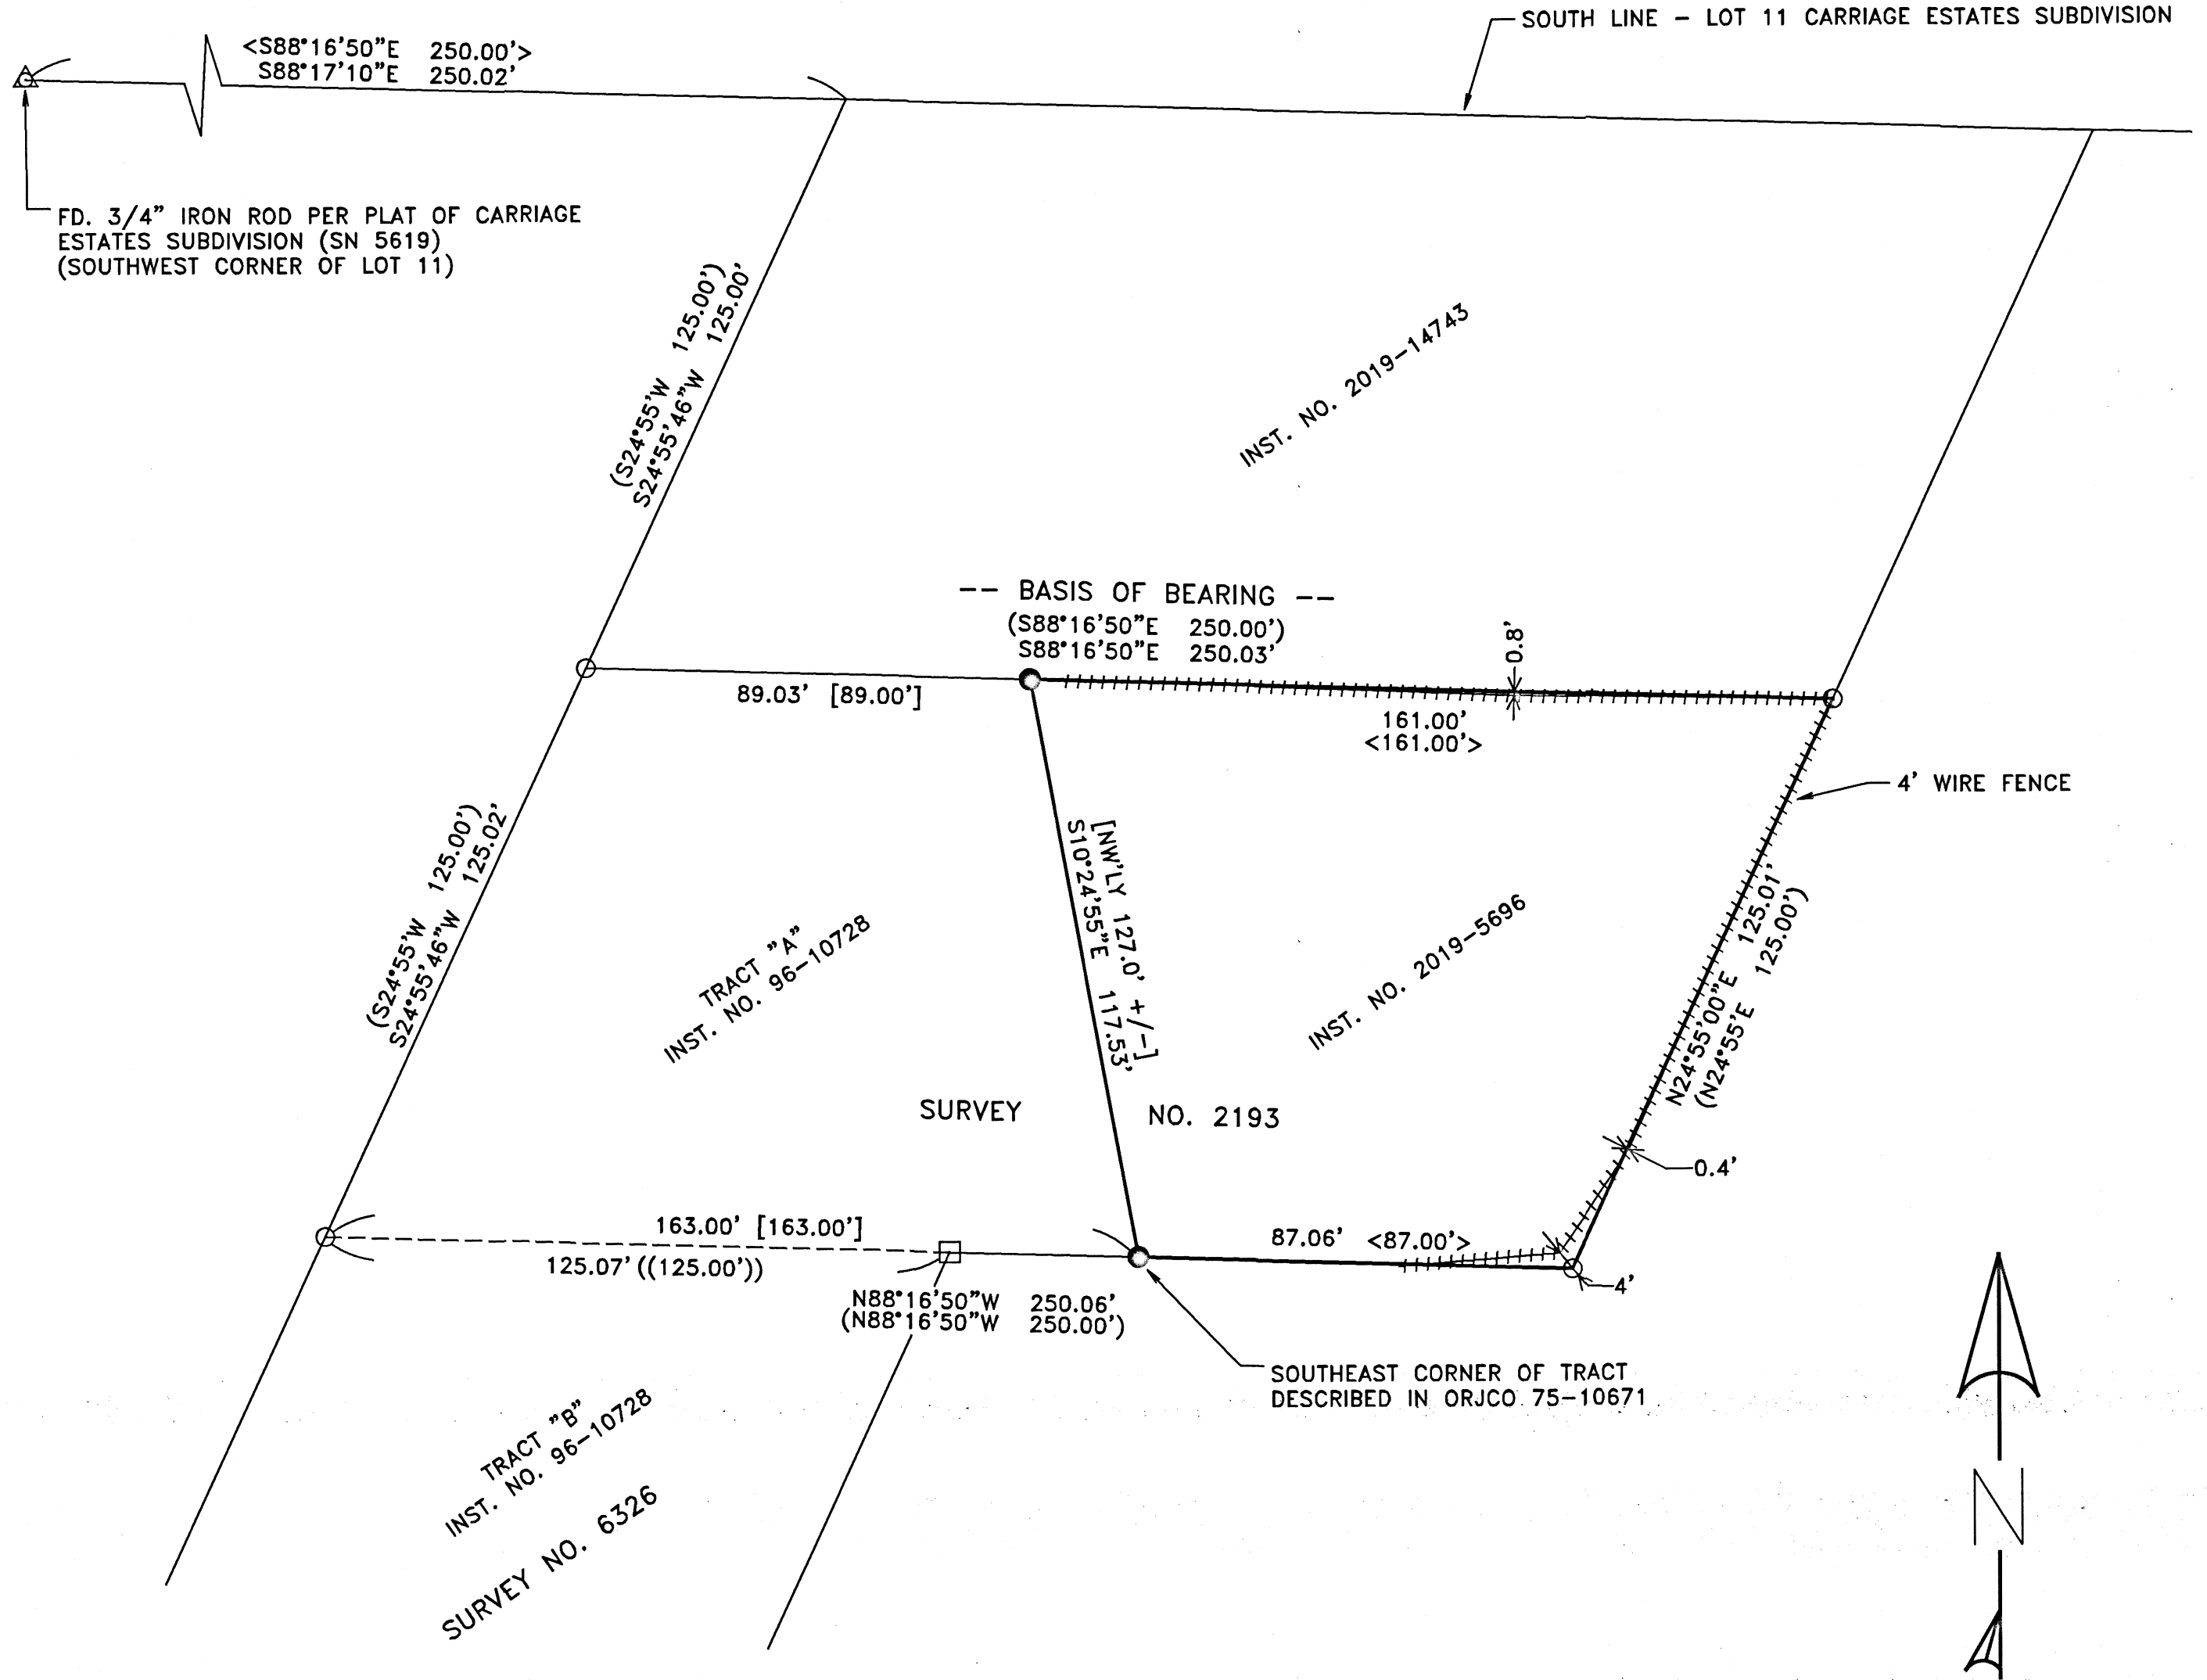 SOUTH LINE - LOT 11 CARRIAGE ESTATES SUBDIVISION
<S88°16'50"E 250.00'>
S88°17'10"E 250.02'
FD. 3/4" IRON ROD PER PLAT OF CARRIAGE
ESTATES SUBDIVISION (SN 5619)
(SOUTHWEST CORNER OF LOT 11)
(S24°55'W 125.00')
S24°55'46"W 125.00'
INST. NO. 2019-14743
-- BASIS OF BEARING --
(S88°16'50"E 250.00')
S88°16'50"E 250.03'
0.8'
89.03' [89.00']
161.00'
<161.00'>
4' WIRE FENCE
(S24°55'W 125.00')
S24°55'46"W 125.02'
TRACT "A"
INST. NO. 96-10728
[NW'LY 127.0' +/-]
S10°24'55"E 117.53'
INST. NO. 2019-5696
N24°55'00"E 125.01'
(N24°55'E 125.00')
SURVEY NO. 2193
0.4'
163.00' [163.00']
125.07' ((125.00'))
87.06' <87.00'>
4'
N88°16'50"W 250.06'
(N88°16'50"W 250.00')
SOUTHEAST CORNER OF TRACT
DESCRIBED IN ORJCO 75-10671
TRACT "B"
INST. NO. 96-10728
SURVEY NO. 6326
N